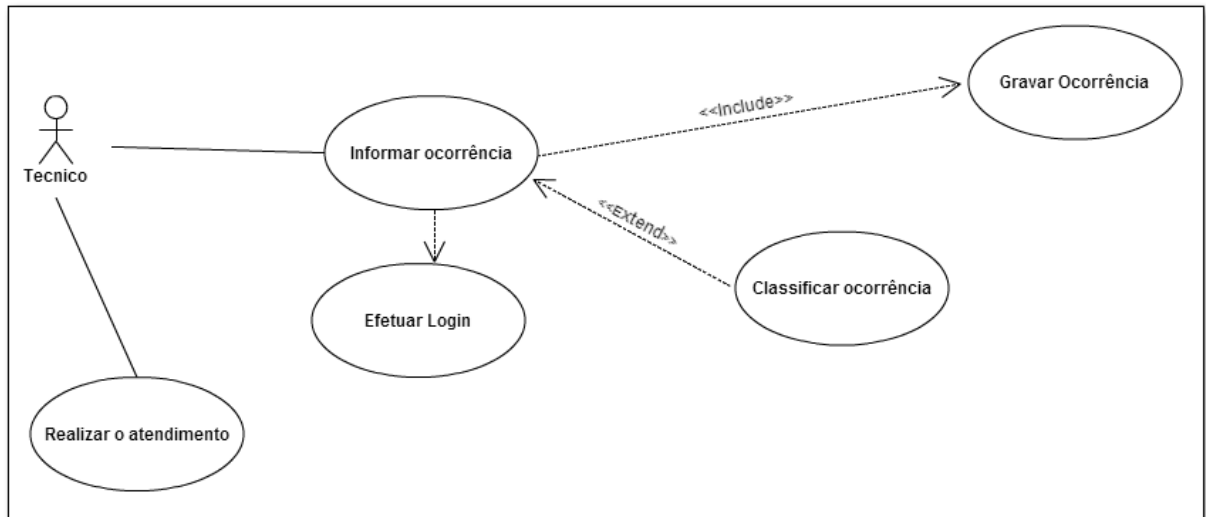 Gravar Ocorrência
<<Include>>
Tecnico
Informar ocorrência
<<Extend>>
Classificar ocorrência
Efetuar Login
Realizar o atendimento